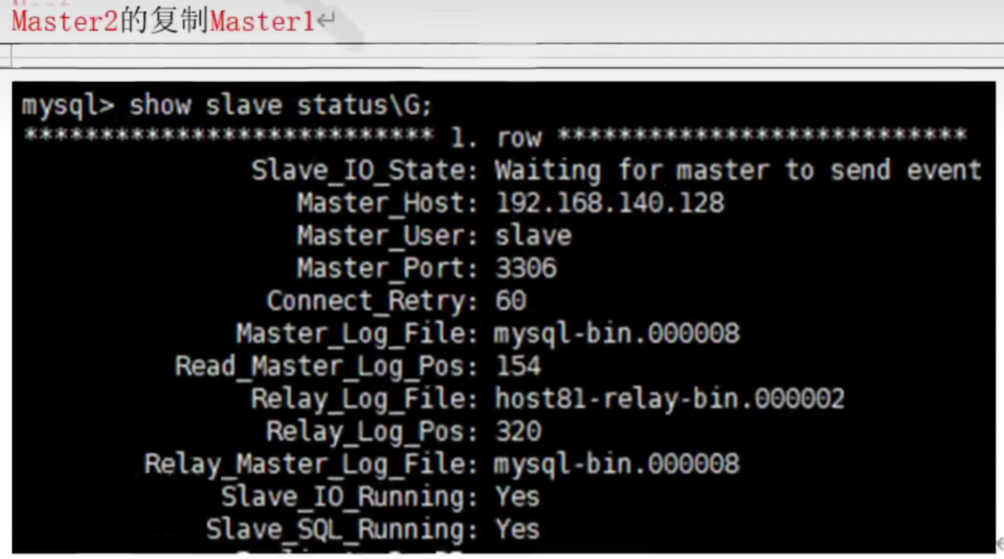 Master2的复制Master1↵
mysql> show slave status\G;
*************************** 1. row ***************************
Slave_IO_State: Waiting for master to send event
Master_Host: 192.168.140.128
Master_User: slave
Master_Port: 3306
Connect_Retry: 60
Master_Log_File: mysql-bin.000008
Read_Master_Log_Pos: 154
Relay_Log_File: host81-relay-bin.000002
Relay_Log_Pos: 320
Relay_Master_Log_File: mysql-bin.000008
Slave_IO_Running: Yes
Slave_SQL_Running: Yes